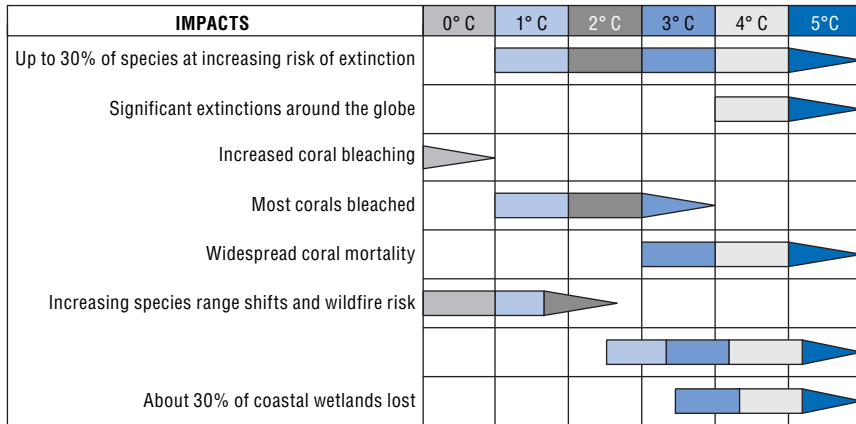 IMPACTS 0° C 1° C 2° C 3° C 4° C 5°C
Up to 30% of species at increasing risk of extinction
Significant extinctions around the globe
Increased coral bleaching
Most corals bleached
Widespread coral mortality
Increasing species range shifts and wildfire risk
About 30% of coastal wetlands lost